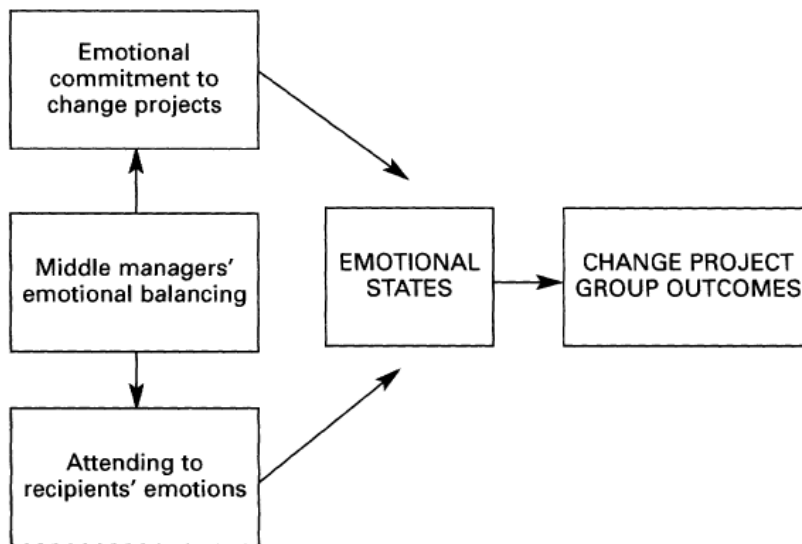 Emotional
commitment to
change projects
Middle managers'
emotional balancing
Attending to
recipients' emotions
EMOTIONAL
STATES
CHANGE PROJECT
GROUP OUTCOMES